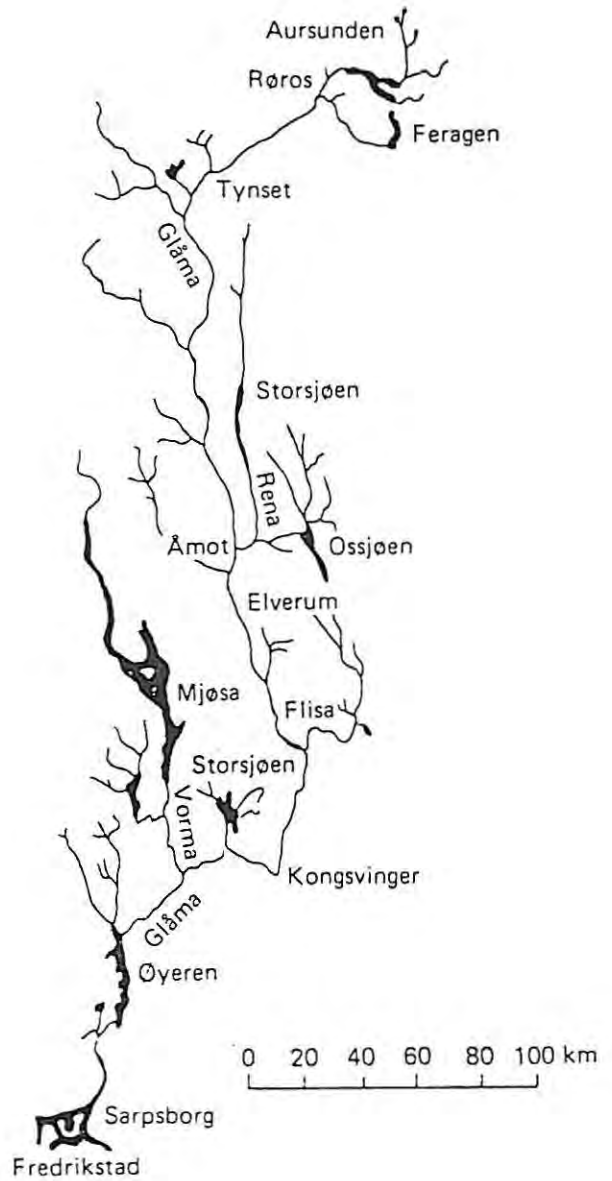 Aursunden
Røros
Feragen
Tynset
Glåma
Storsjøen
Rena
Åmot
Ossjøen
Elverum
Mjøsa
Flisa
Storsjøen
Vorma
Kongsvinger
Glåma
Øyeren
0 20 40 60 80 100 km
Sarpsborg
Fredrikstad